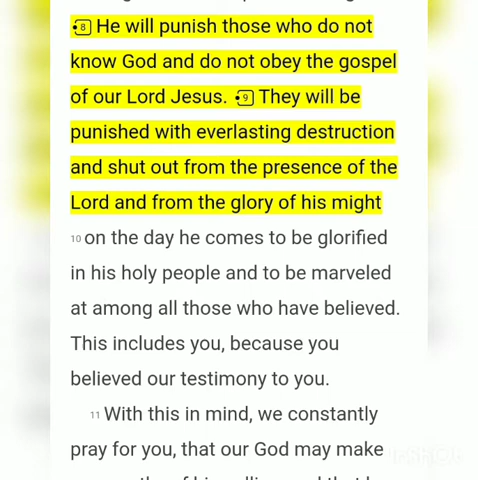 8 He will punish those who do not
know God and do not obey the gospel
of our Lord Jesus. 9 They will be
punished with everlasting destruction
and shut out from the presence of the
Lord and from the glory of his might
10 on the day he comes to be glorified
in his holy people and to be marveled
at among all those who have believed.
This includes you, because you
believed our testimony to you.
11 With this in mind, we constantly
pray for you, that our God may make